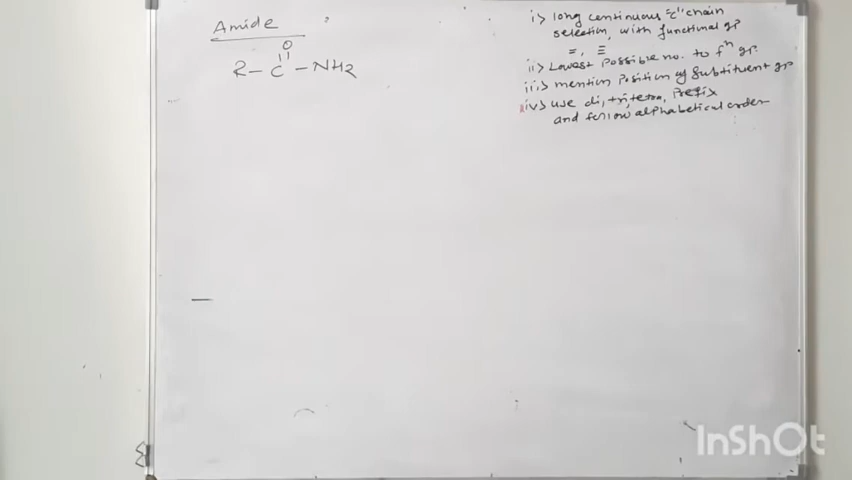 Amide
O
R-C-NH2
i> long continuous "c" chain
selection, with functional gp
=, ≡
ii> Lowest possible no. to fⁿ gp.
iii> mention position of substituent gp
iv> use di, tri, tetra, Prefix
and follow alphabetical order
InShOt